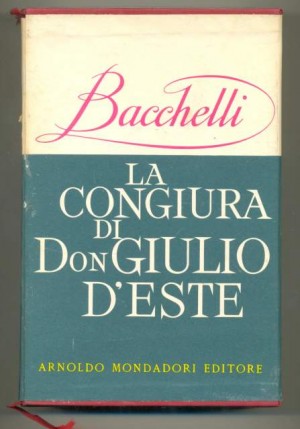 Bacchelli
LA
CONGIURA
DI
DON GIULIO
D'ESTE
ARNOLDO MONDADORI EDITORE